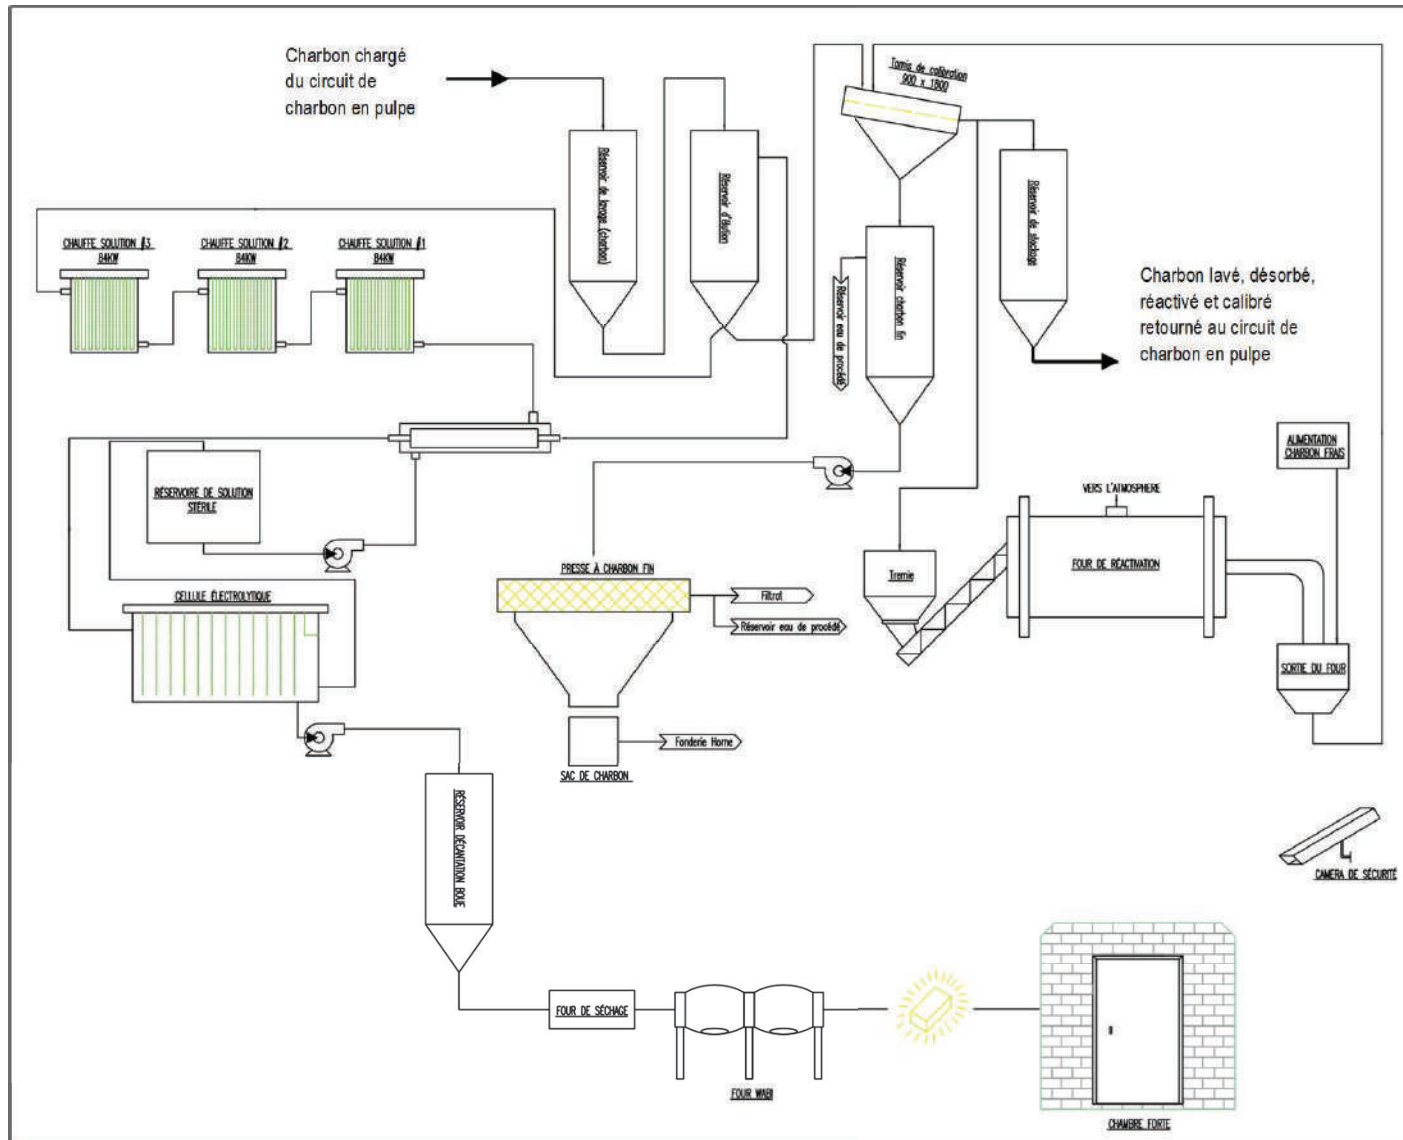 Charbon chargé
du circuit de
charbon en pulpe
Tamis de calibration
900 x 1800
Réservoir de lavage (charbon)
Réservoir d'élution
Réservoir de stockage
Réservoir charbon fin
Réservoir eau de procédé
CHAUFFE SOLUTION #3
84KW
CHAUFFE SOLUTION #2
84KW
CHAUFFE SOLUTION #1
84KW
Charbon lavé, désorbé,
réactivé et calibré
retourné au circuit de
charbon en pulpe
RÉSERVOIRE DE SOLUTION
STÉRILE
ALIMENTATION
CHARBON FRAIS
VERS L'ATMOSPHERE
FOUR DE RÉACTIVATION
Tremie
PRESSE À CHARBON FIN
Filtrat
Réservoir eau de procédé
CELLULE ÉLECTROLYTIQUE
SORTIE DU FOUR
Fonderie Horne
SAC DE CHARBON
RÉSERVOIR DÉCANTATION BOUE
CAMERA DE SÉCURITÉ
FOUR DE SÉCHAGE
FOUR WABI
CHAMBRE FORTE